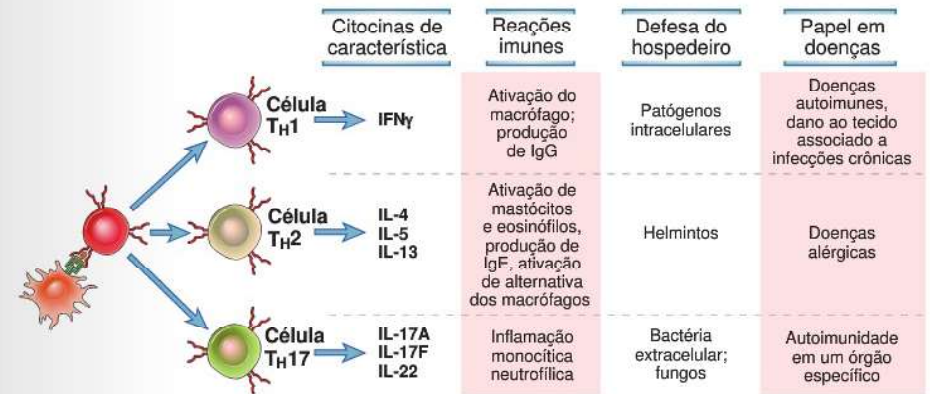 Citocinas de
característica
Reações
imunes
Defesa do
hospedeiro
Papel em
doenças
Célula
TH1
IFNγ
Ativação do
macrófago;
produção
de IgG
Patógenos
intracelulares
Doenças
autoimunes,
dano ao tecido
associado a
infecções crônicas
Célula
TH2
IL-4
IL-5
IL-13
Ativação de
mastócitos
e eosinófilos,
produção de
IgE, ativação
de alternativa
dos macrófagos
Helmintos
Doenças
alérgicas
Célula
TH17
IL-17A
IL-17F
IL-22
Inflamação
monocítica
neutrofílica
Bactéria
extracelular;
fungos
Autoimunidade
em um órgão
específico